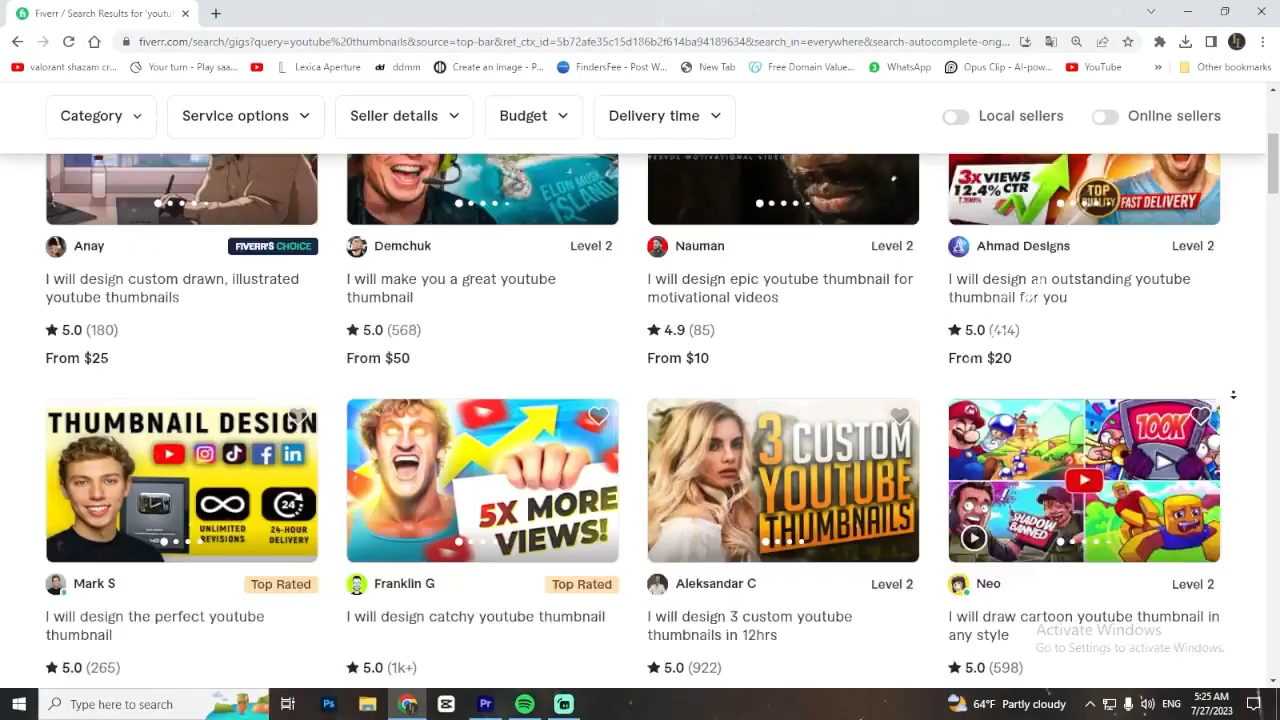 Fiverr / Search Results for 'youtu
fiverr.com/search/gigs?query=youtube%20thumbnails&source=top-bar&ref_ctx_id=5b72afe35c15d186b2f614ba94189634&search_in=everywhere&search-autocomplete-orig...
valorant shazam cr...
Your turn - Play saa...
Lexica Aperture
dd ddmm
Create an Image - P...
FindersFee - Post W...
New Tab
Free Domain Value...
WhatsApp
Opus Clip - AI-pow...
YouTube
»
Other bookmarks
Category
Service options
Seller details
Budget
Delivery time
Local sellers
Online sellers
ELON MUSK
3X VIEWS
12.4% CTR
TOP
QUALITY
FAST DELIVERY
Anay
FIVERR'S CHOICE
Demchuk
Level 2
Nauman
Level 2
Ahmad Designs
Level 2
I will design custom drawn, illustrated
youtube thumbnails
I will make you a great youtube
thumbnail
I will design epic youtube thumbnail for
motivational videos
I will design an outstanding youtube
thumbnail for you
5.0 (180)
5.0 (568)
4.9 (85)
5.0 (414)
From $25
From $50
From $10
From $20
THUMBNAIL DESIGN
UNLIMITED
REVISIONS
24
24-HOUR
DELIVERY
5X MORE
VIEWS!
3 CUSTOM
YOUTUBE
THUMBNAILS
100K
SHADOW
BANNED
Mark S
Top Rated
Franklin G
Top Rated
Aleksandar C
Level 2
Neo
Level 2
I will design the perfect youtube
thumbnail
I will design catchy youtube thumbnail
I will design 3 custom youtube
thumbnails in 12hrs
I will draw cartoon youtube thumbnail in
any style
5.0 (265)
5.0 (1k+)
5.0 (922)
5.0 (598)
Activate Windows
Go to Settings to activate Windows.
Type here to search
Ps
Pr
64°F Partly cloudy
ENG
5:25 AM
7/27/2023